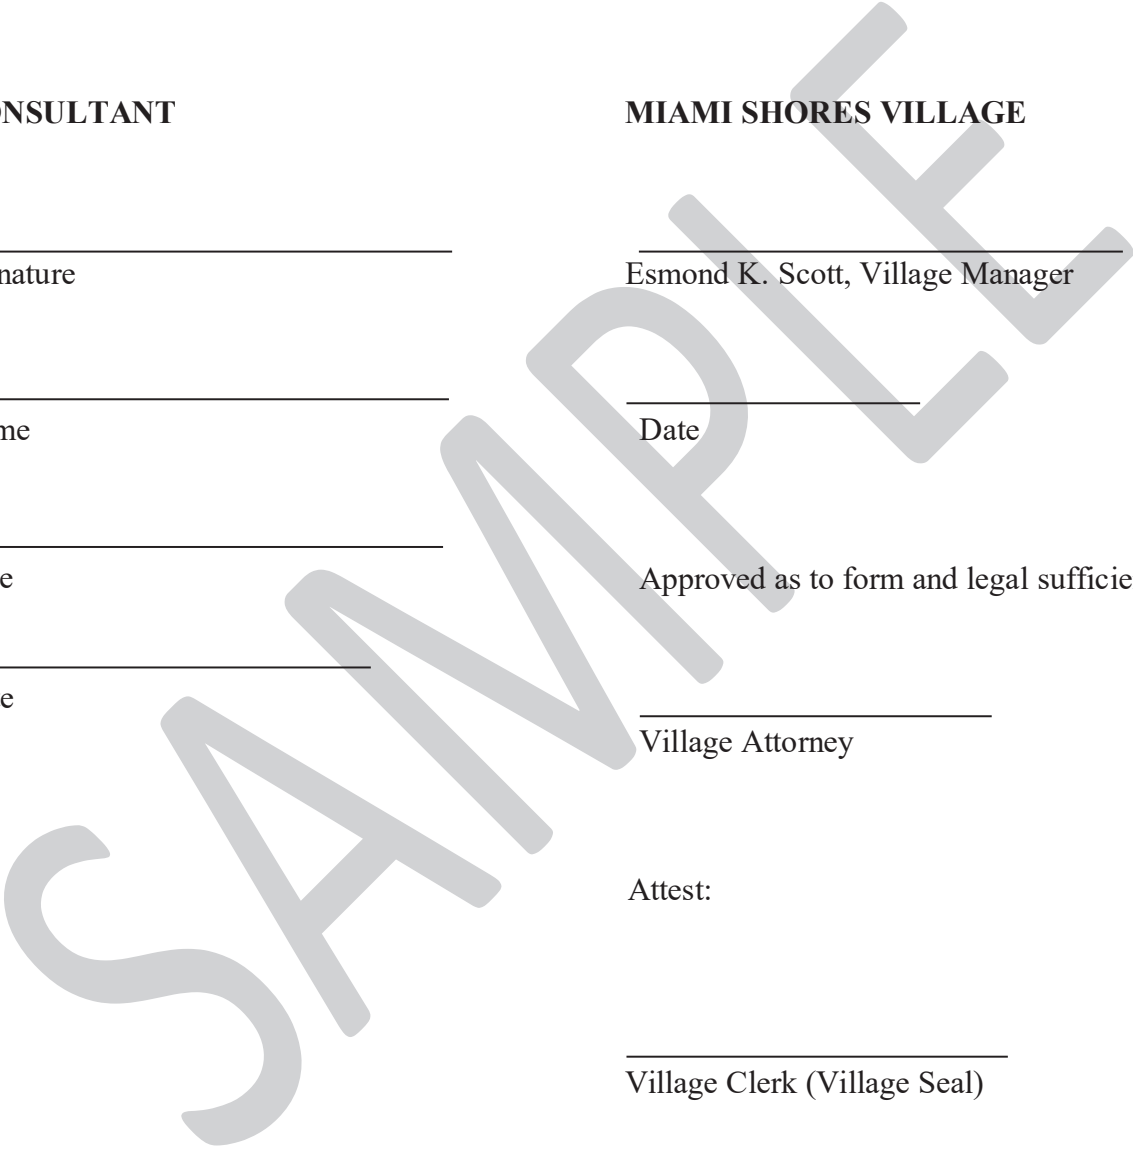 ONSULTANT
nature
me
e
e
MIAMI SHORES VILLAGE
Esmond K. Scott, Village Manager
Date
Approved as to form and legal sufficie
Village Attorney
Attest:
Village Clerk (Village Seal)
SAMPLE